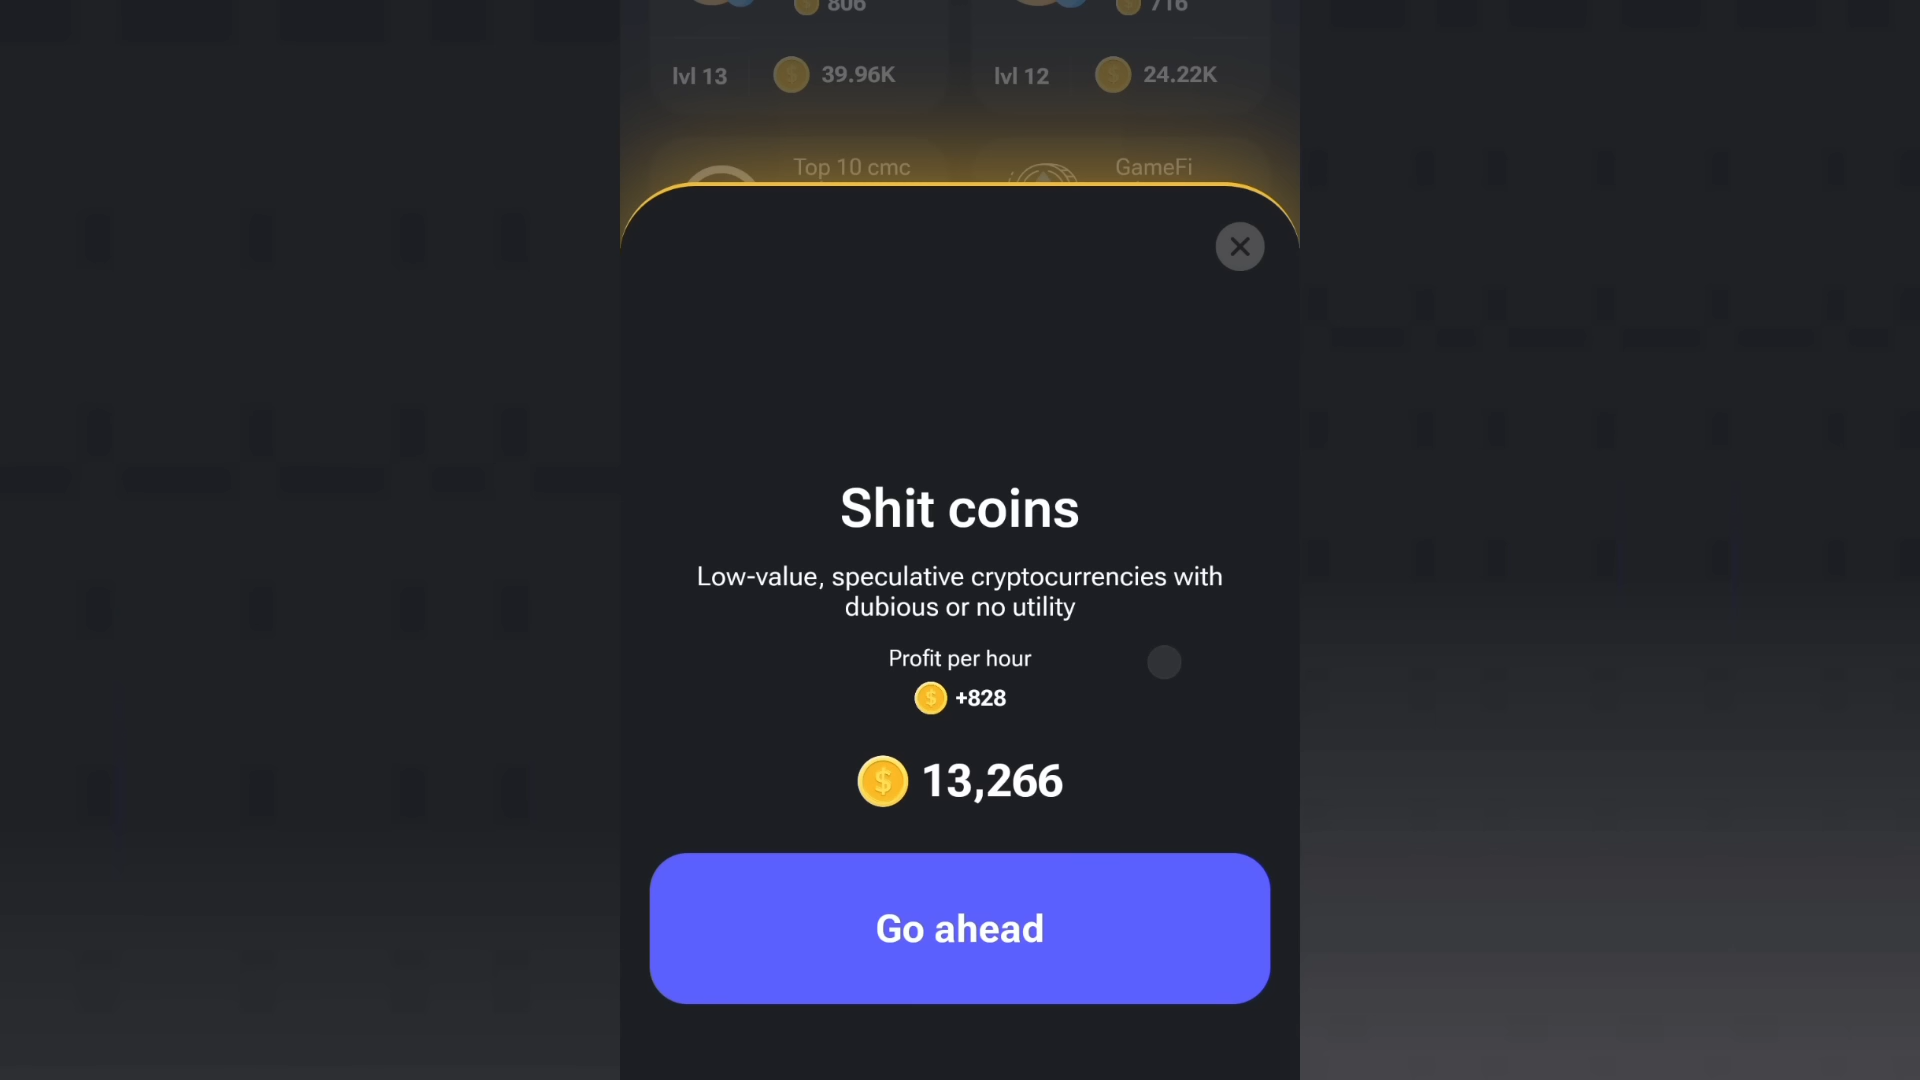 806
716
lvl 13
39.96K
lvl 12
24.22K
Top 10 cmc
GameFi
Shit coins
Low-value, speculative cryptocurrencies with
dubious or no utility
Profit per hour
+828
13,266
Go ahead